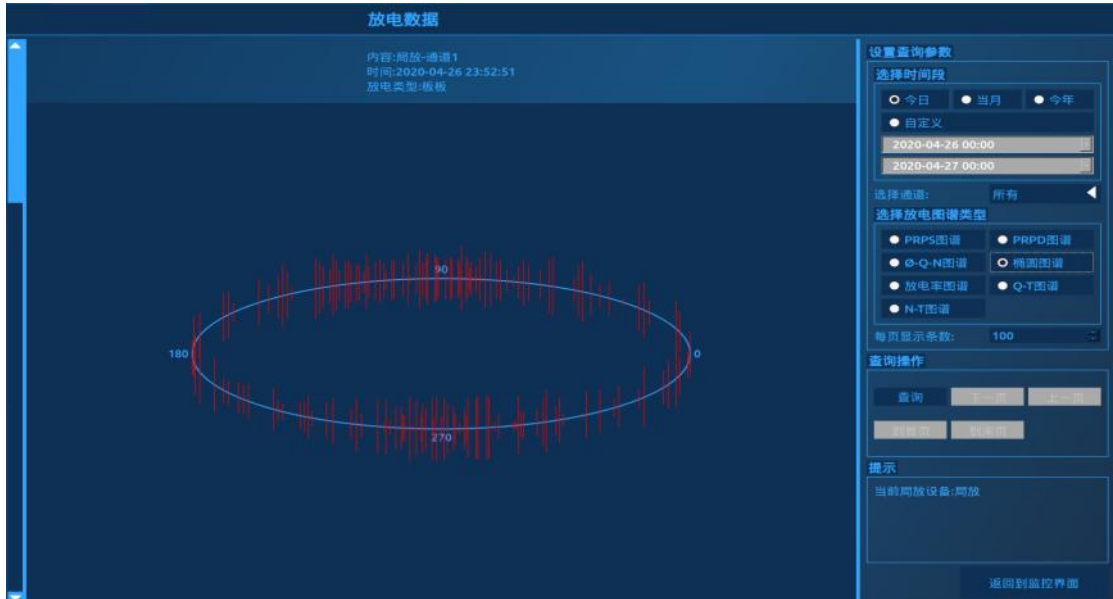 放电数据
内容:局放-通道1
时间:2020-04-26 23:52:51
放电类型:板板
90
180
0
270
设置查询参数
选择时间段
今日 当月 今年
自定义
2020-04-26 00:00
2020-04-27 00:00
选择通道: 所有
选择放电图谱类型
PRPS图谱 PRPD图谱
Ø-Q-N图谱 椭圆图谱
放电率图谱 Q-T图谱
N-T图谱
每页显示条数: 100
查询操作
查询 下一页 上一页
到首页 到末页
提示
当前局放设备:局放
返回到监控界面